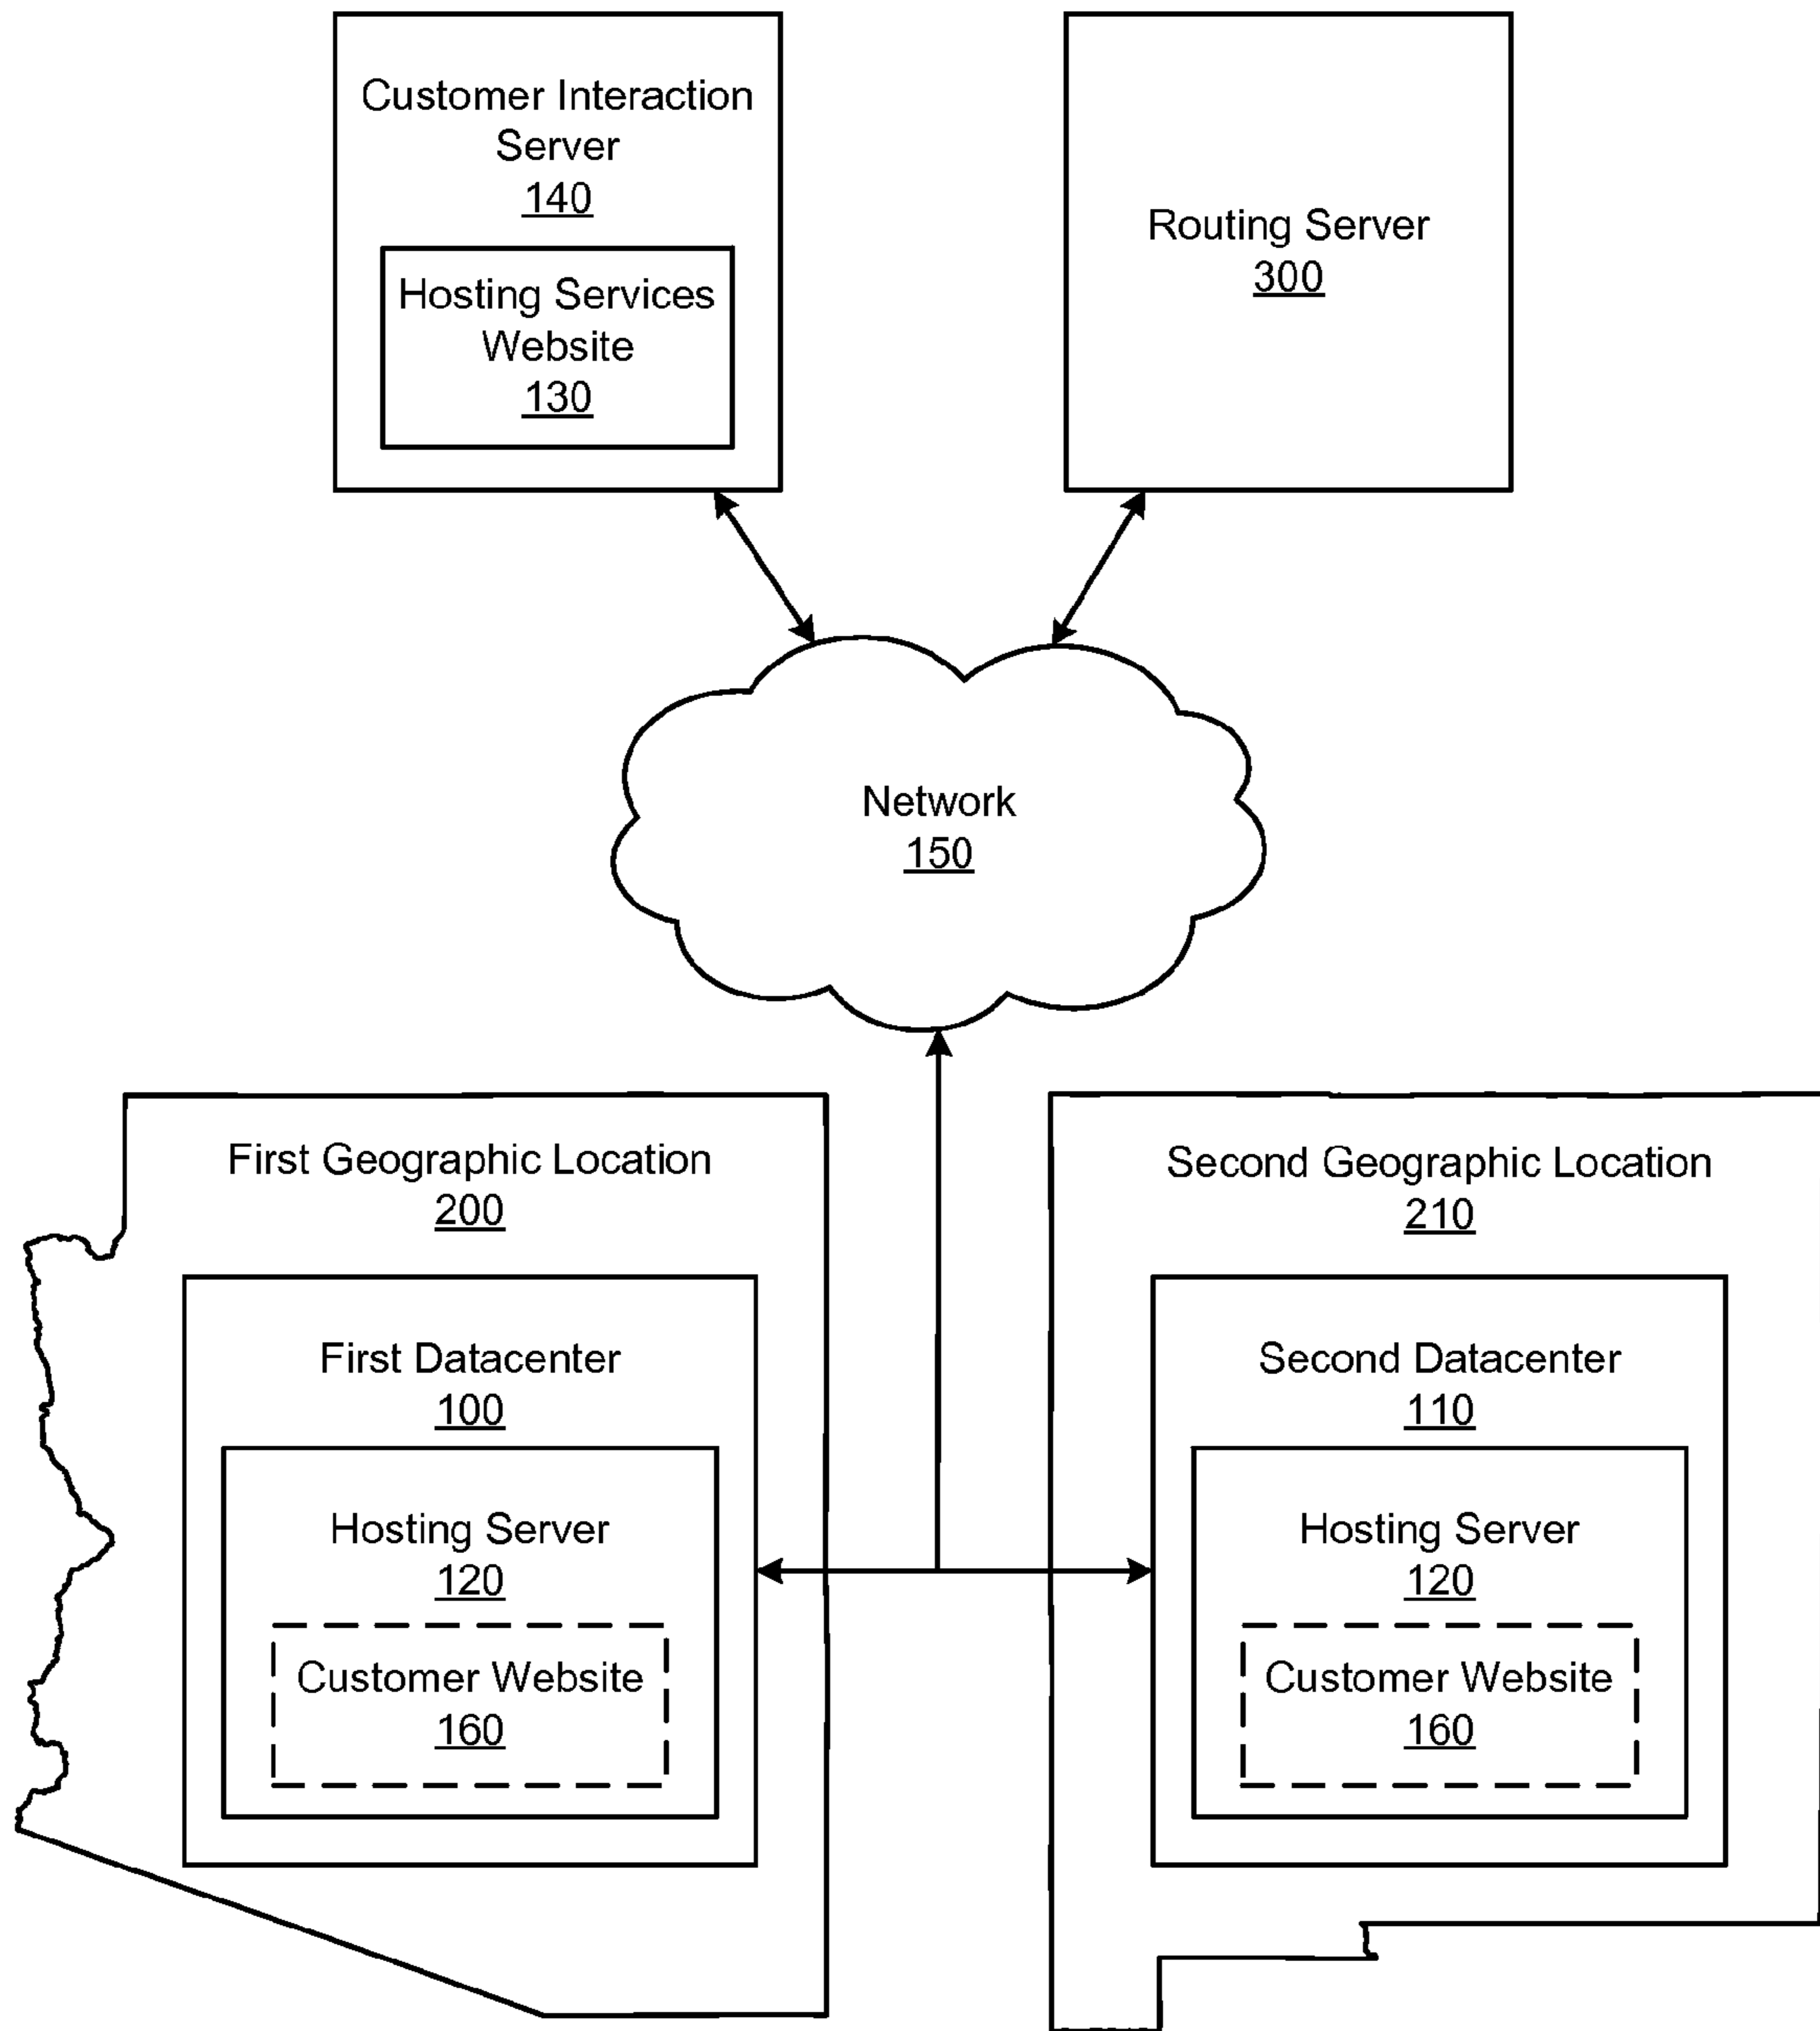 Customer Interaction
Server
140
Hosting Services
Website
130
Routing Server
300
Network
150
First Geographic Location
200
First Datacenter
100
Hosting Server
120
Customer Website
160
Second Geographic Location
210
Second Datacenter
110
Hosting Server
120
Customer Website
160